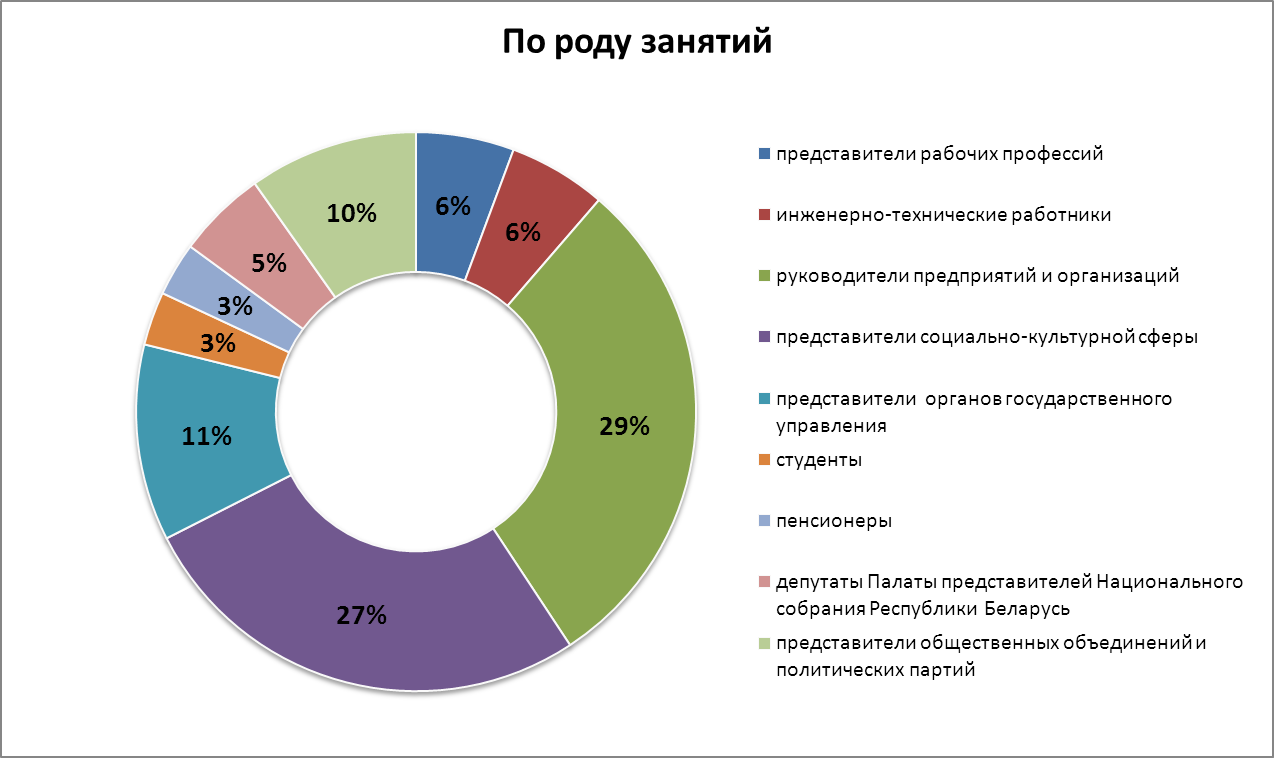 По роду занятий
6%
6%
29%
27%
11%
3%
3%
5%
10%
представители рабочих профессий
инженерно-технические работники
руководители предприятий и организаций
представители социально-культурной сферы
представители органов государственного
управления
студенты
пенсионеры
депутаты Палаты представителей Национального
собрания Республики Беларусь
представители общественных объединений и
политических партий